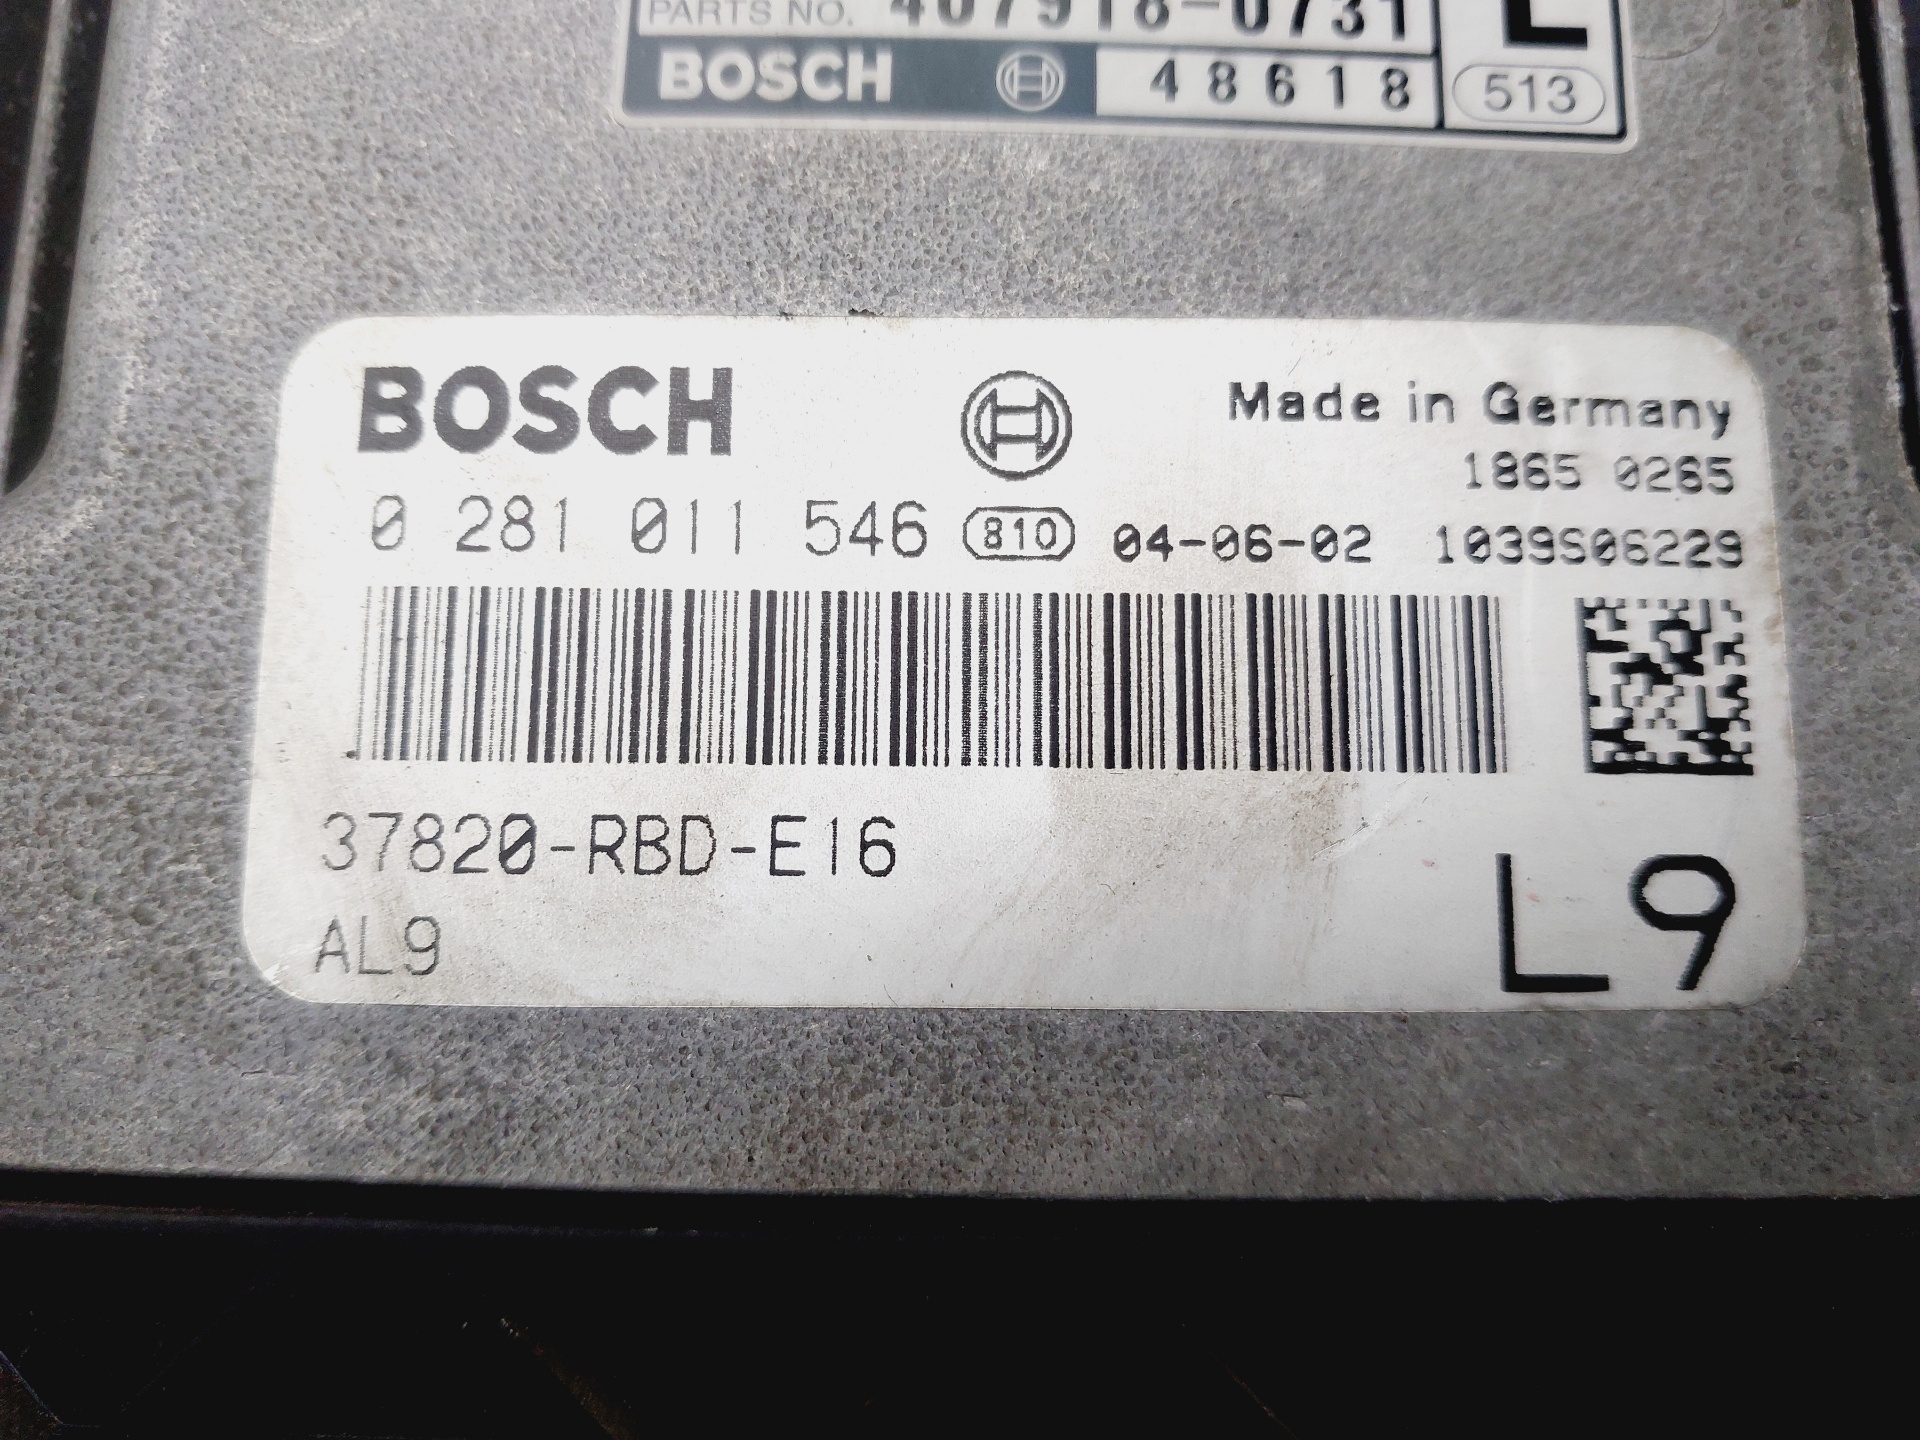 PARTS NO. 407918-0731 L
BOSCH 48618 513
BOSCH Made in Germany
1865 0265
0 281 011 546 810 04-06-02 1039S06229
37820-RBD-E16
AL9 L9